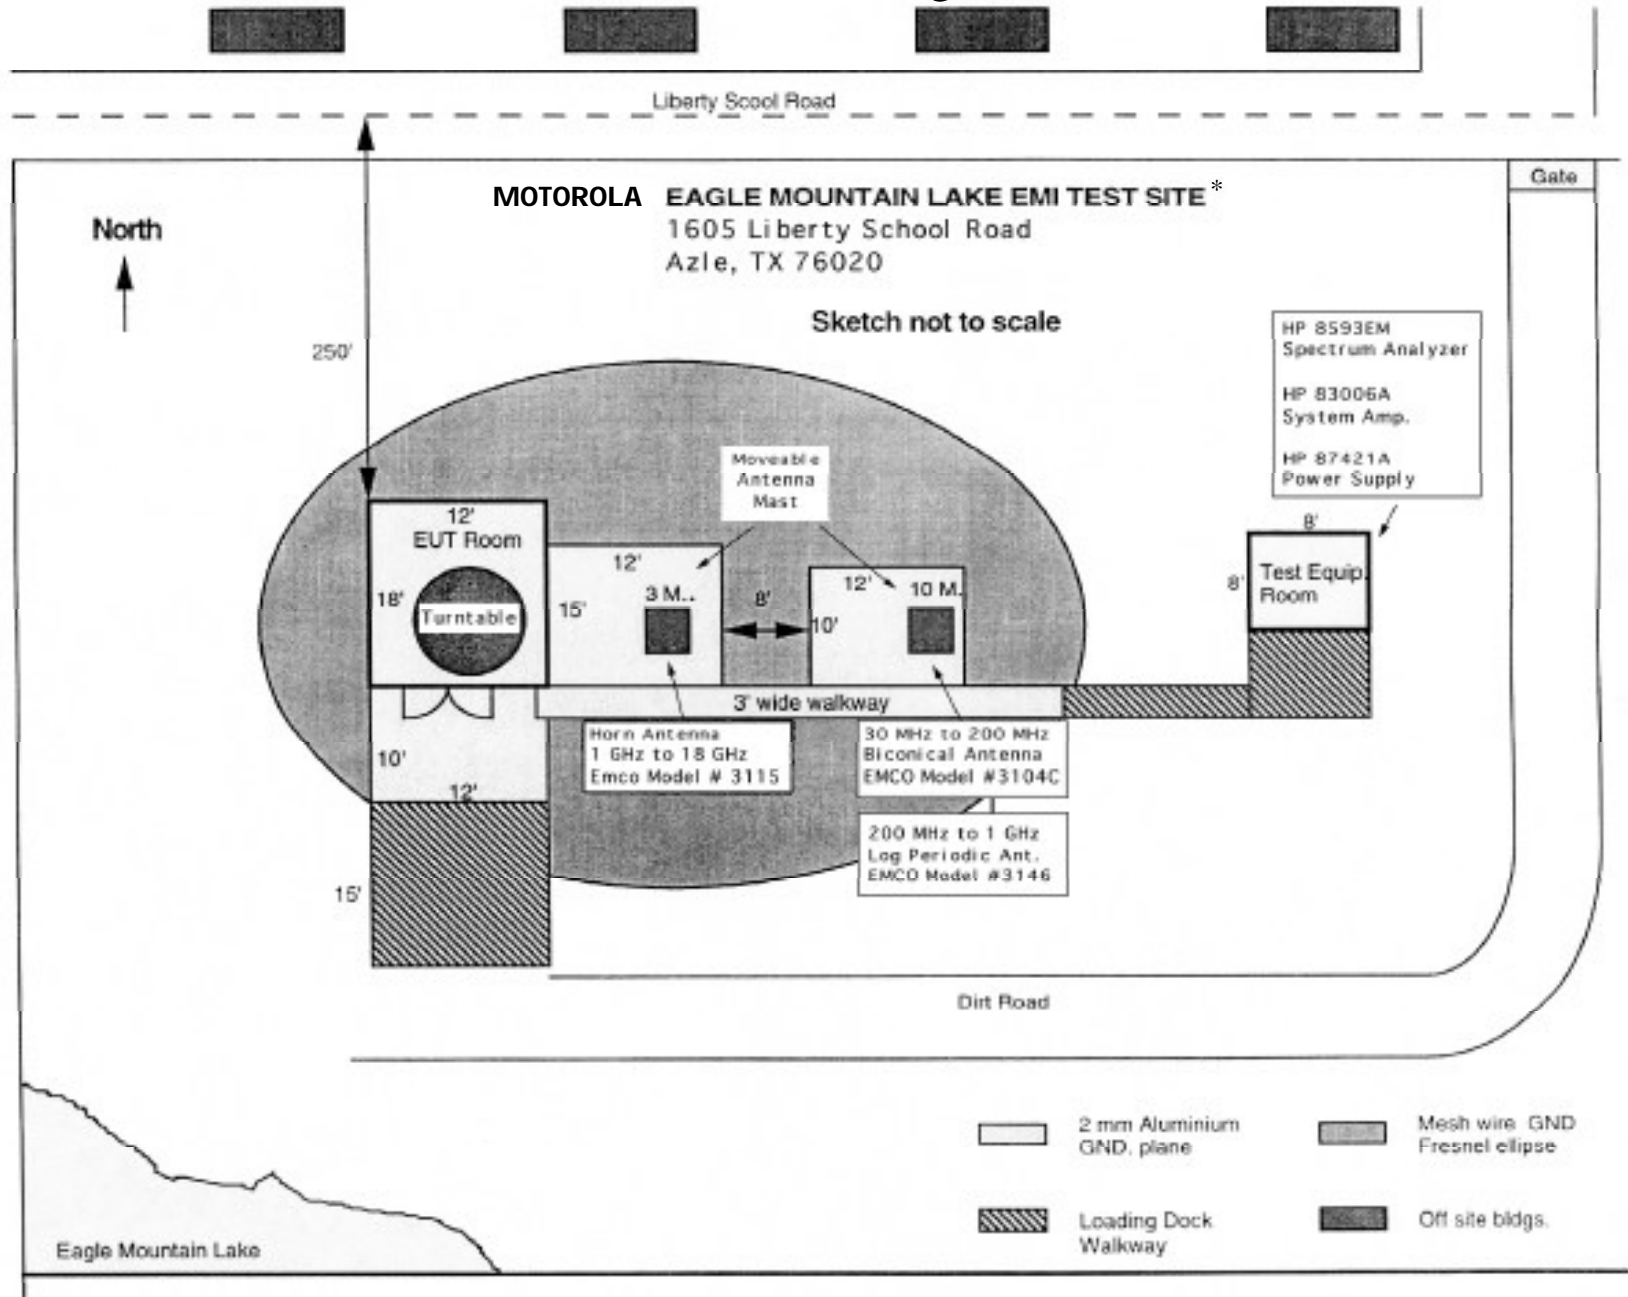 Liberty Scool Road
Gate
MOTOROLA EAGLE MOUNTAIN LAKE EMI TEST SITE*
1605 Liberty School Road
Azle, TX 76020
North
Sketch not to scale
250'
HP 8593EM
Spectrum Analyzer
HP 83006A
System Amp.
HP 87421A
Power Supply
Moveable
Antenna
Mast
12'
EUT Room
18'
Turntable
12'
3 M..
15'
8'
12'
10 M.
10'
8'
8'
Test Equip.
Room
3' wide walkway
Horn Antenna
1 GHz to 18 GHz
Emco Model # 3115
30 MHz to 200 MHz
Biconical Antenna
EMCO Model #3104C
200 MHz to 1 GHz
Log Periodic Ant.
EMCO Model #3146
10'
12'
15'
Dirt Road
2 mm Aluminium
GND. plane
Mesh wire GND
Fresnel ellipse
Loading Dock
Walkway
Off site bldgs.
Eagle Mountain Lake